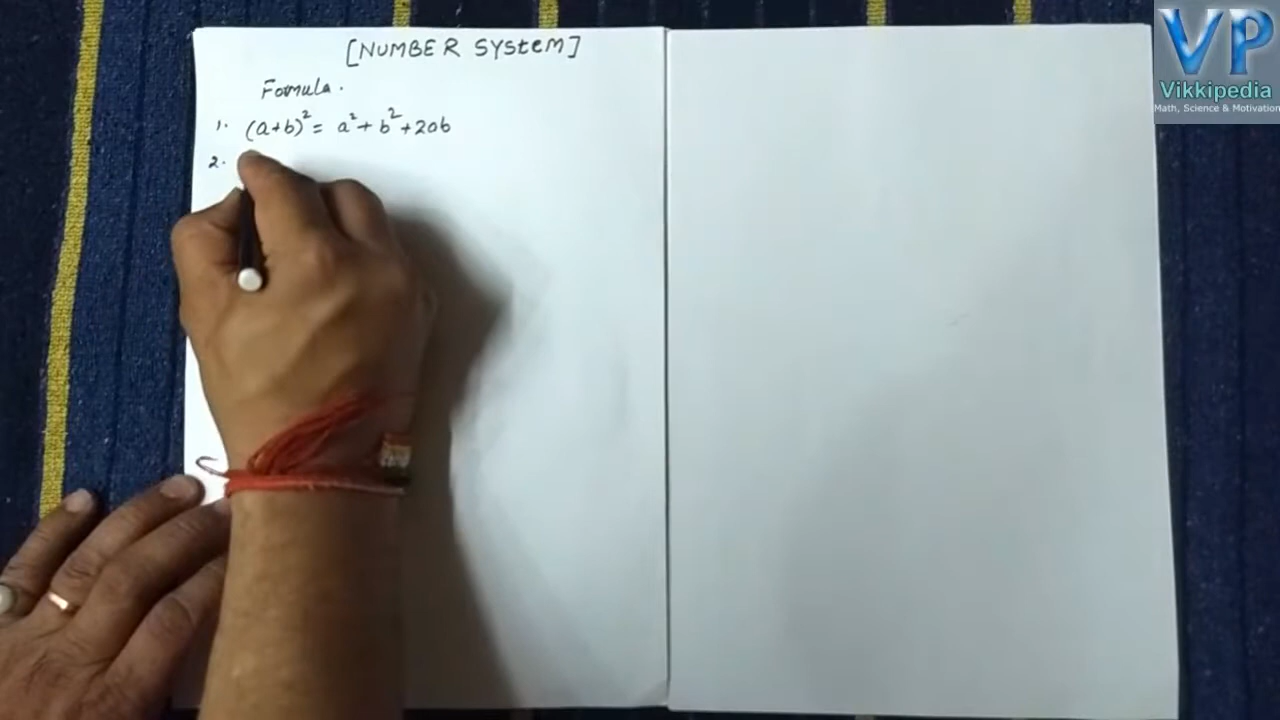 [NUMBER SYSTEM]
Formula.
1. (a+b)² = a² + b² + 2ab
2.
VP
Vikkipedia
Math, Science & Motivation